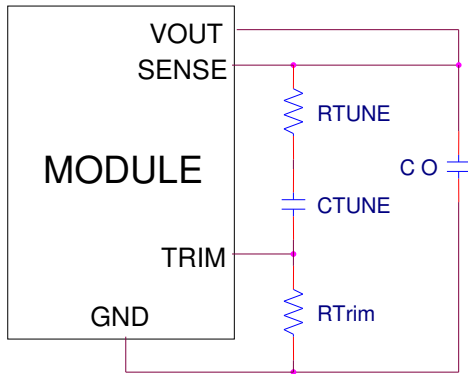 VOUT
SENSE
RTUNE
MODULE
C O
CTUNE
TRIM
GND
RTrim